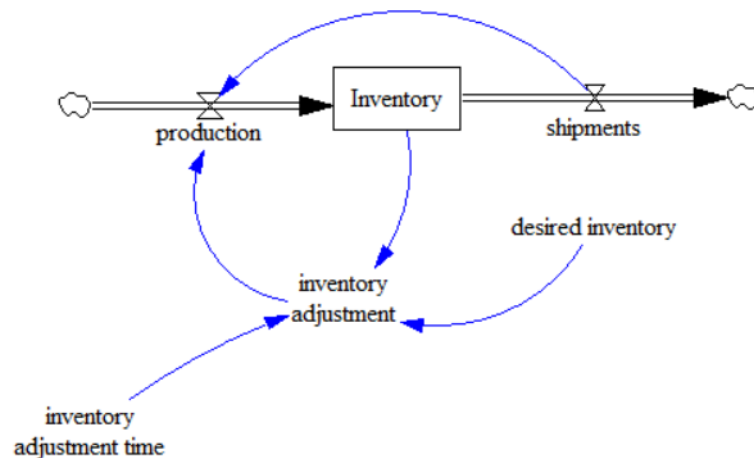 Inventory
production
shipments
desired inventory
inventory
adjustment
inventory
adjustment time